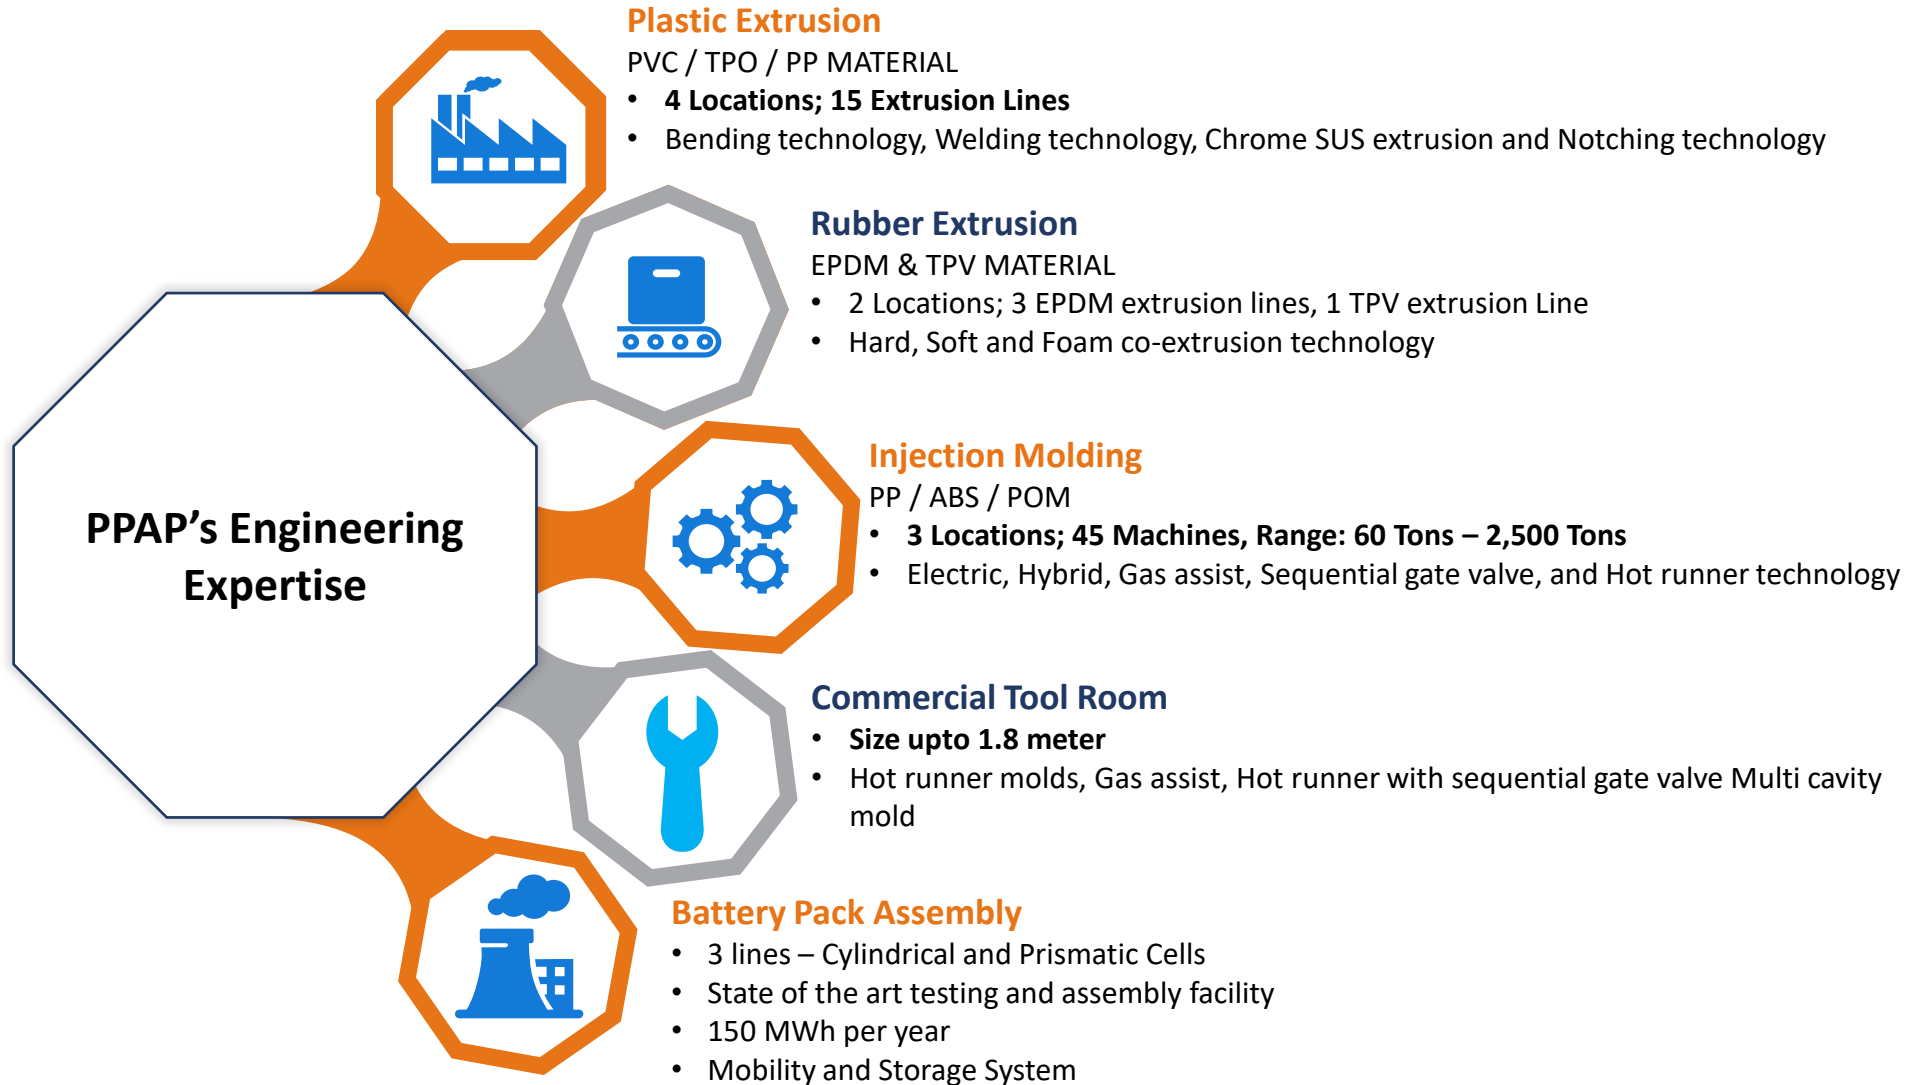 Plastic Extrusion
PVC / TPO / PP MATERIAL
• 4 Locations; 15 Extrusion Lines
• Bending technology, Welding technology, Chrome SUS extrusion and Notching technology
Rubber Extrusion
EPDM & TPV MATERIAL
• 2 Locations; 3 EPDM extrusion lines, 1 TPV extrusion Line
• Hard, Soft and Foam co-extrusion technology
Injection Molding
PP / ABS / POM
• 3 Locations; 45 Machines, Range: 60 Tons – 2,500 Tons
• Electric, Hybrid, Gas assist, Sequential gate valve, and Hot runner technology
PPAP’s Engineering
Expertise
Commercial Tool Room
• Size upto 1.8 meter
• Hot runner molds, Gas assist, Hot runner with sequential gate valve Multi cavity
mold
Battery Pack Assembly
• 3 lines – Cylindrical and Prismatic Cells
• State of the art testing and assembly facility
• 150 MWh per year
• Mobility and Storage System